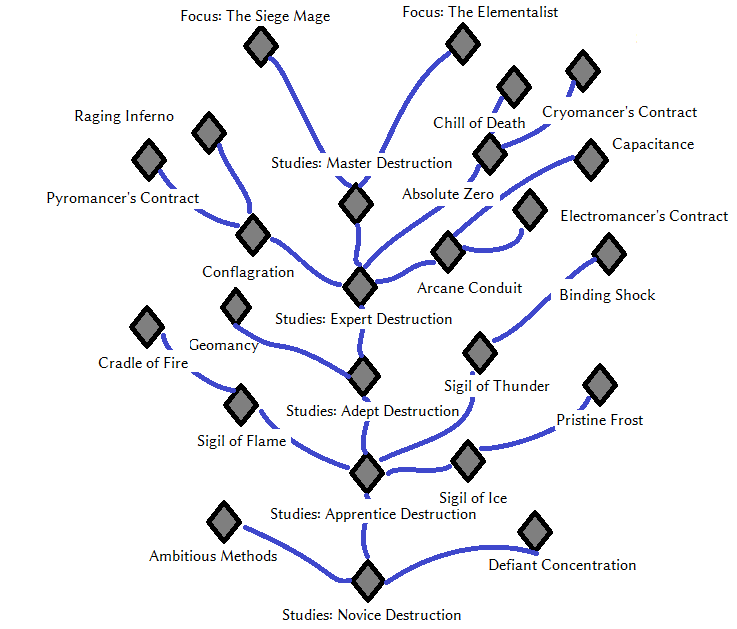 Focus: The Elementalist
Focus: The Siege Mage
Raging Inferno
Chill of Death
Cryomancer's Contract
Capacitance
Studies: Master Destruction
Pyromancer's Contract
Absolute Zero
Electromancer's Contract
Conflagration
Arcane Conduit
Binding Shock
Studies: Expert Destruction
Geomancy
Cradle of Fire
Sigil of Thunder
Studies: Adept Destruction
Pristine Frost
Sigil of Flame
Sigil of Ice
Studies: Apprentice Destruction
Ambitious Methods
Defiant Concentration
Studies: Novice Destruction